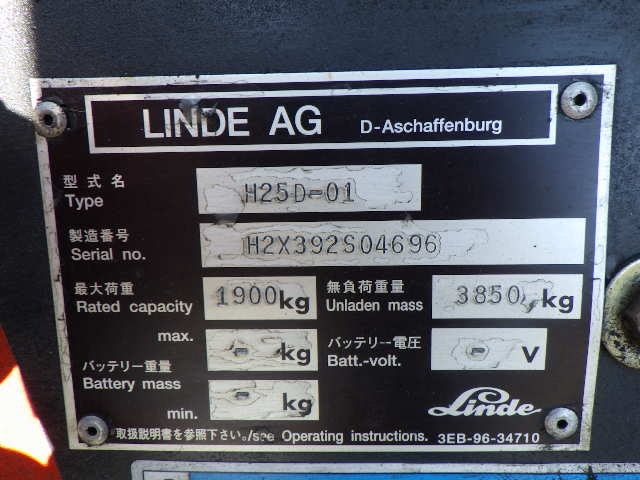 LINDE AG D-Aschaffenburg
型式名
Type
H25D-01
製造番号
Serial no.
H2X392S04696
最大荷重
Rated capacity
1900 kg
無負荷重量
Unladen mass
3850 kg
max.
- kg
バッテリー重量
Battery mass
min.
- kg
バッテリー電圧
Batt.-volt.
- V
Linde
取扱説明書を参照下さい。/see Operating instructions. 3EB-96-34710